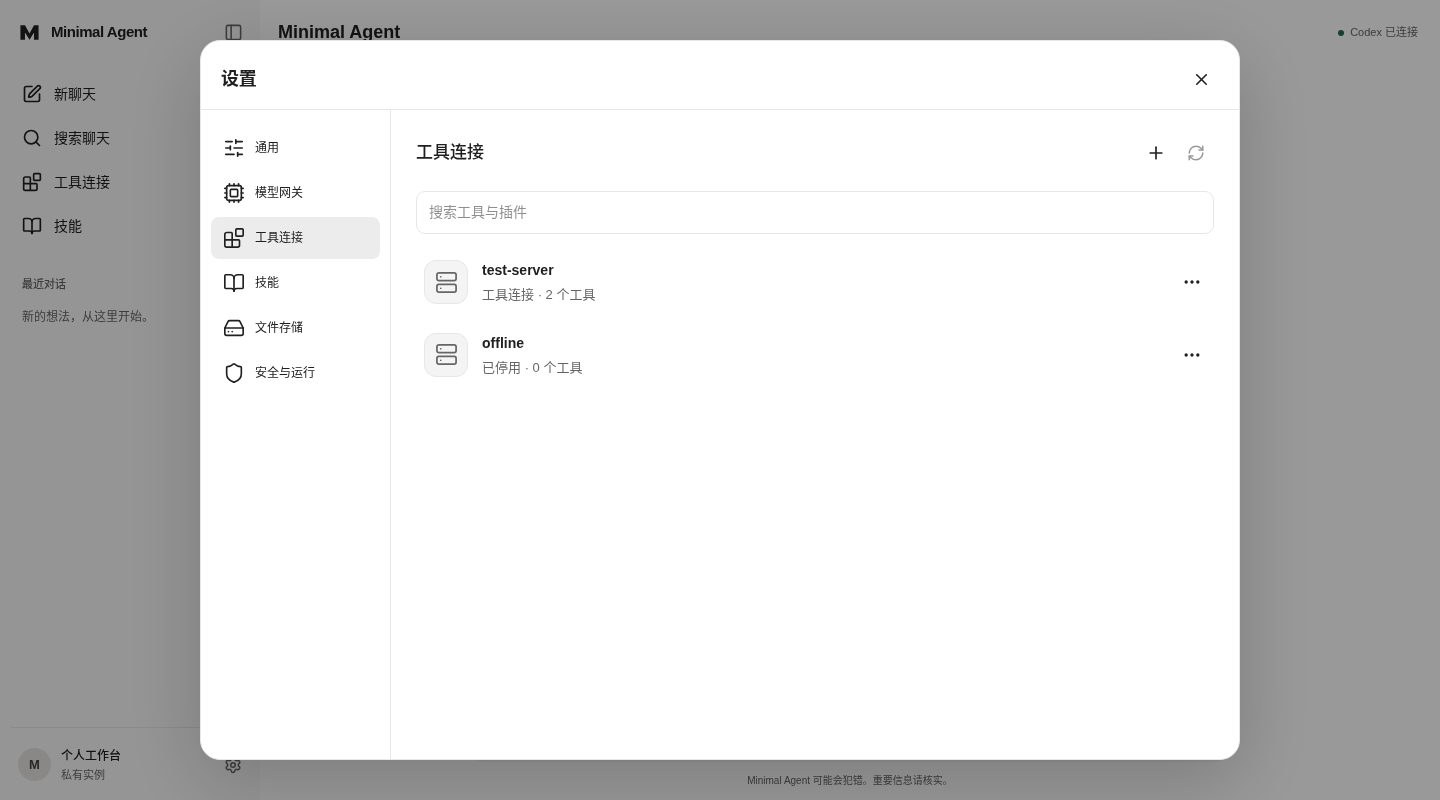 Minimal Agent
新聊天
搜索聊天
工具连接
技能
最近对话
新的想法，从这里开始。
M
个人工作台
私有实例
Minimal Agent
Codex 已连接
设置
通用
模型网关
工具连接
技能
文件存储
安全与运行
工具连接
搜索工具与插件
test-server
工具连接 · 2 个工具
offline
已停用 · 0 个工具
Minimal Agent 可能会犯错。重要信息请核实。